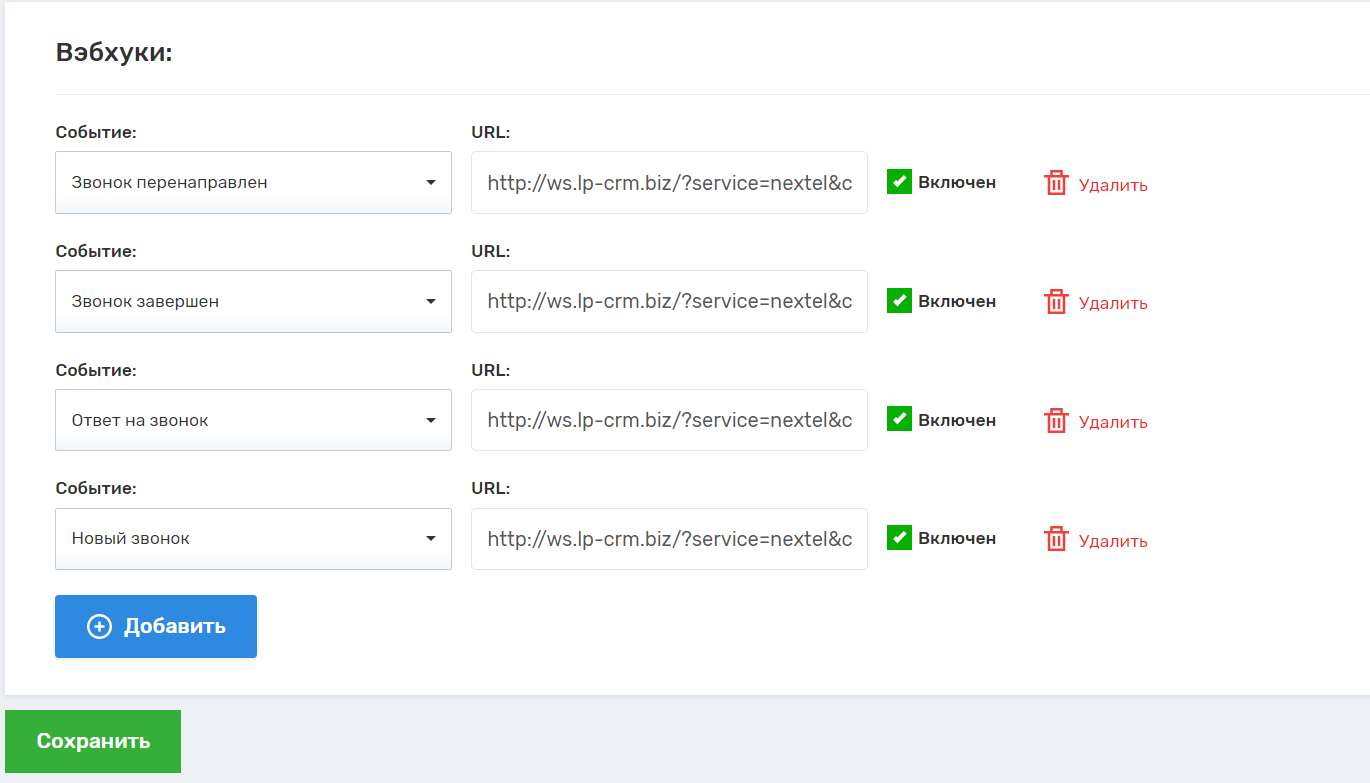 Вэбхуки:
Событие: URL:
Звонок перенаправлен http://ws.lp-crm.biz/?service=nextel&c Включен Удалить
Событие: URL:
Звонок завершен http://ws.lp-crm.biz/?service=nextel&c Включен Удалить
Событие: URL:
Ответ на звонок http://ws.lp-crm.biz/?service=nextel&c Включен Удалить
Событие: URL:
Новый звонок http://ws.lp-crm.biz/?service=nextel&c Включен Удалить
Добавить
Сохранить